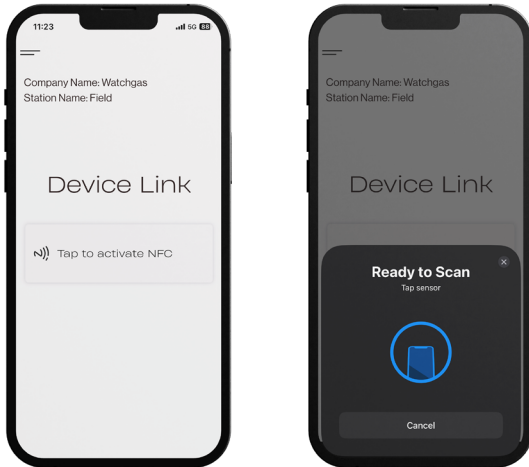 11:23
5G 88
Company Name: Watchgas
Station Name: Field
Device Link
Tap to activate NFC
Company Name: Watchgas
Station Name: Field
Device Link
Ready to Scan
Tap sensor
Cancel